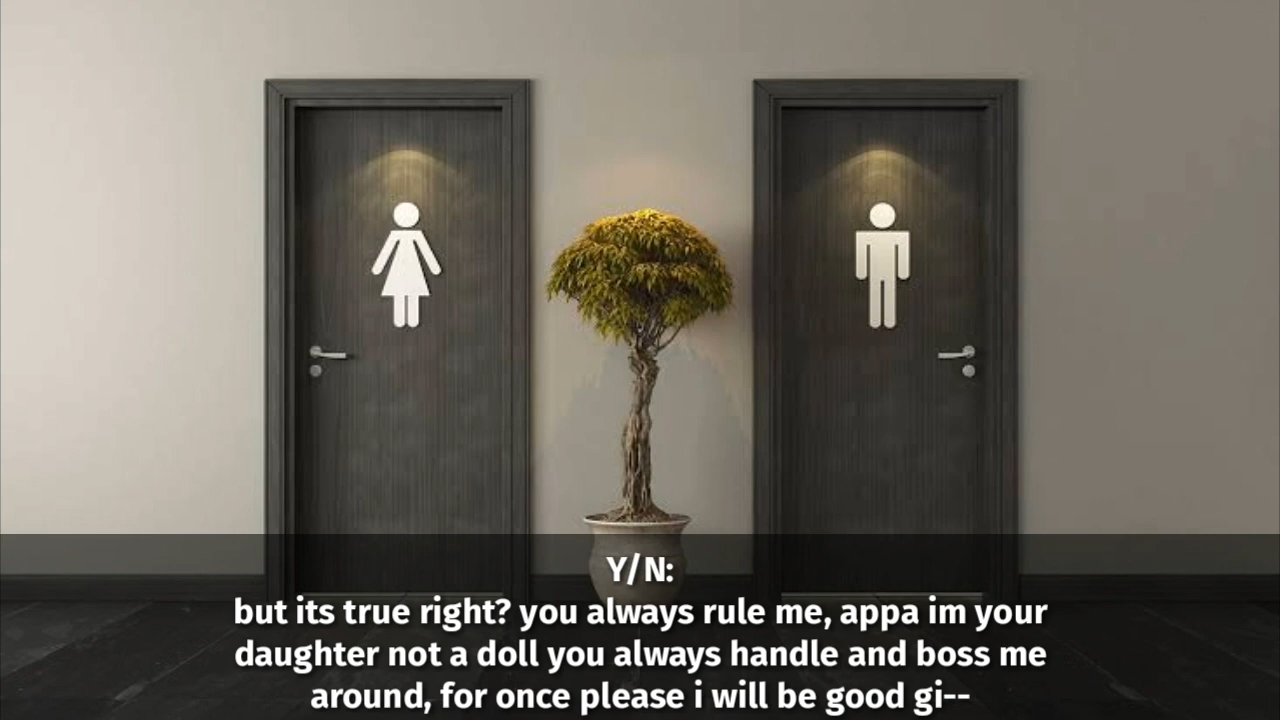 Y/N:
but its true right? you always rule me, appa im your
daughter not a doll you always handle and boss me
around, for once please i will be good gi--